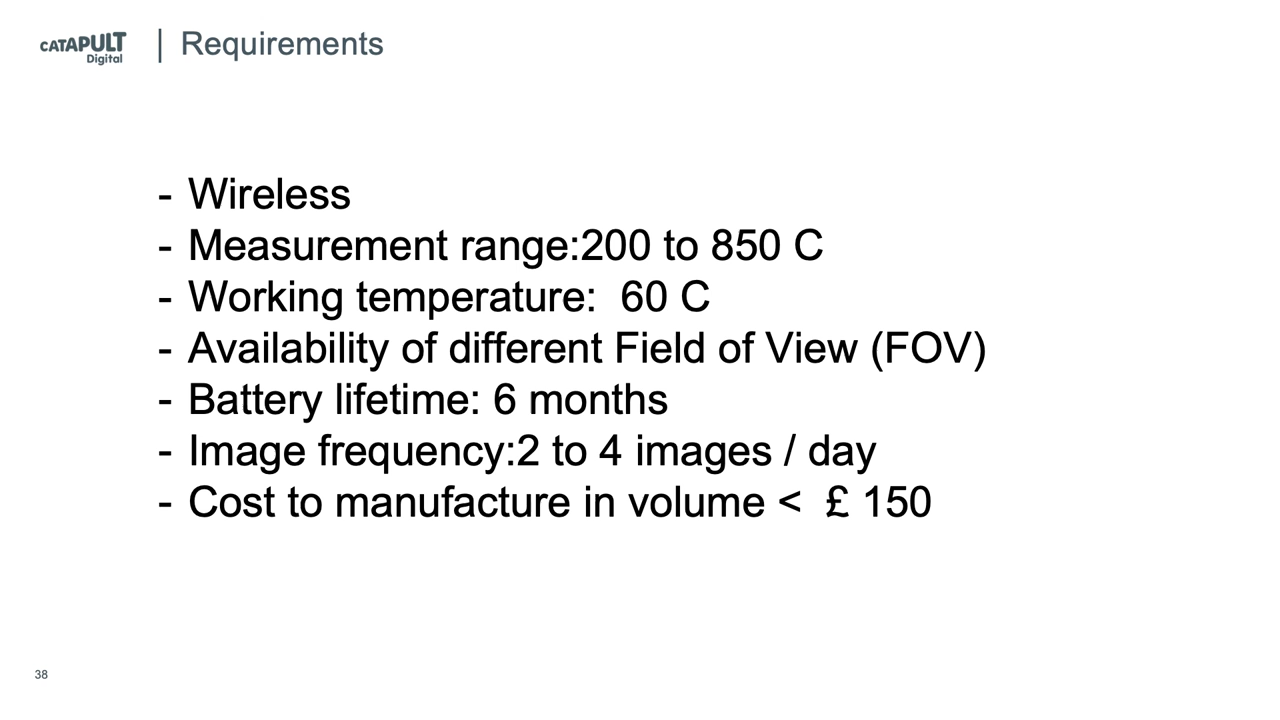 CATAPULT | Requirements
Digital
- Wireless
- Measurement range:200 to 850 C
- Working temperature:  60 C
- Availability of different Field of View (FOV)
- Battery lifetime: 6 months
- Image frequency:2 to 4 images / day
- Cost to manufacture in volume <  £ 150
38